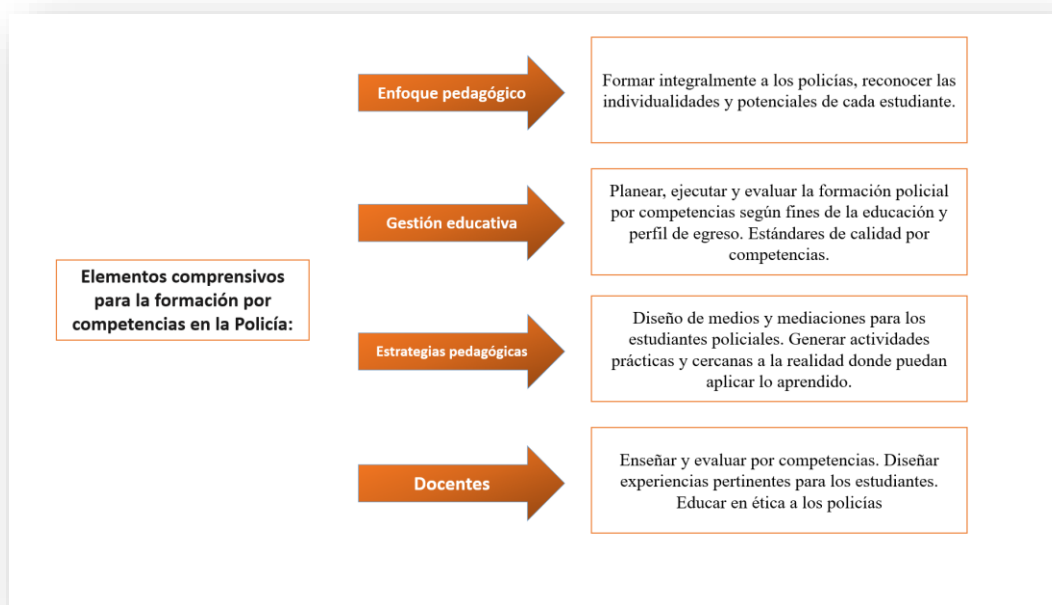 Enfoque pedagógico
Formar integralmente a los policías, reconocer las
individualidades y potenciales de cada estudiante.
Gestión educativa
Planear, ejecutar y evaluar la formación policial
por competencias según fines de la educación y
perfil de egreso. Estándares de calidad por
competencias.
Elementos comprensivos
para la formación por
competencias en la Policía:
Estrategias pedagógicas
Diseño de medios y mediaciones para los
estudiantes policiales. Generar actividades
prácticas y cercanas a la realidad donde puedan
aplicar lo aprendido.
Docentes
Enseñar y evaluar por competencias. Diseñar
experiencias pertinentes para los estudiantes.
Educar en ética a los policías